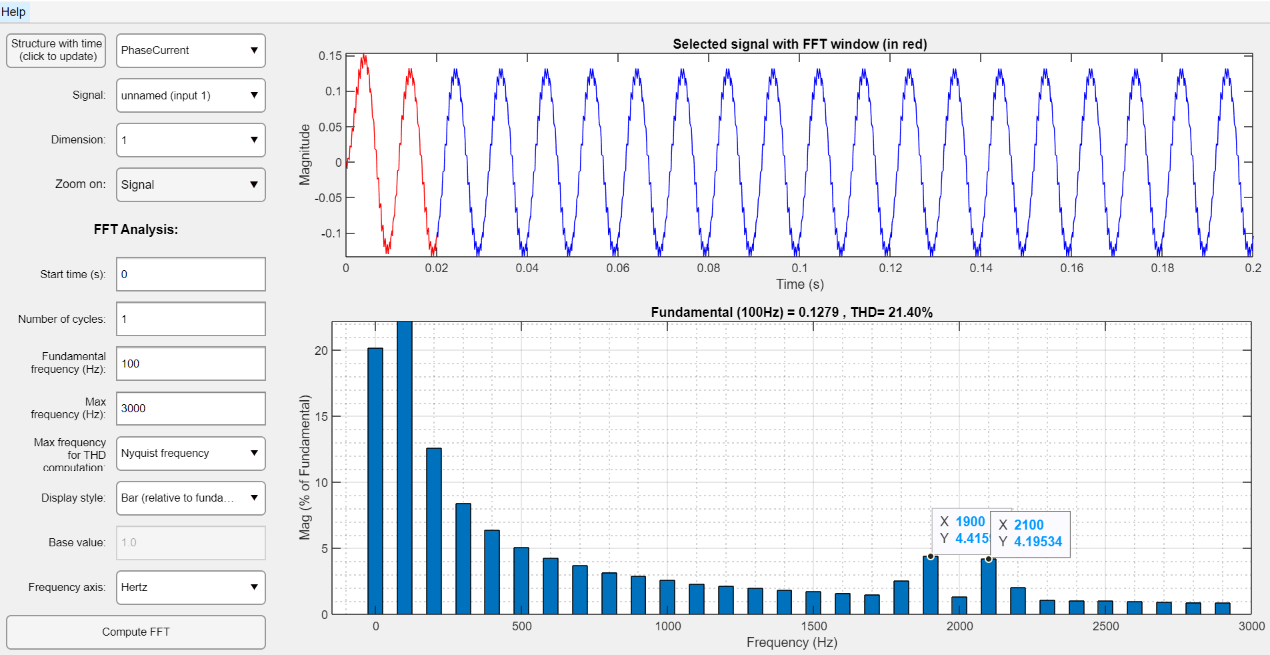 Help
Structure with time
(click to update)
PhaseCurrent
Signal:
unnamed (input 1)
Dimension:
1
Zoom on:
Signal
FFT Analysis:
Start time (s):
0
Number of cycles:
1
Fundamental
frequency (Hz):
100
Max
frequency (Hz):
3000
Max frequency
for THD
computation:
Nyquist frequency
Display style:
Bar (relative to funda...
Base value:
1.0
Frequency axis:
Hertz
Compute FFT
Selected signal with FFT window (in red)
0.15
0.1
0.05
0
-0.05
-0.1
Magnitude
0 0.02 0.04 0.06 0.08 0.1 0.12 0.14 0.16 0.18 0.2
Time (s)
Fundamental (100Hz) = 0.1279 , THD= 21.40%
20
15
10
5
0
Mag (% of Fundamental)
X 1900
Y 4.415
X 2100
Y 4.19534
0 500 1000 1500 2000 2500 3000
Frequency (Hz)